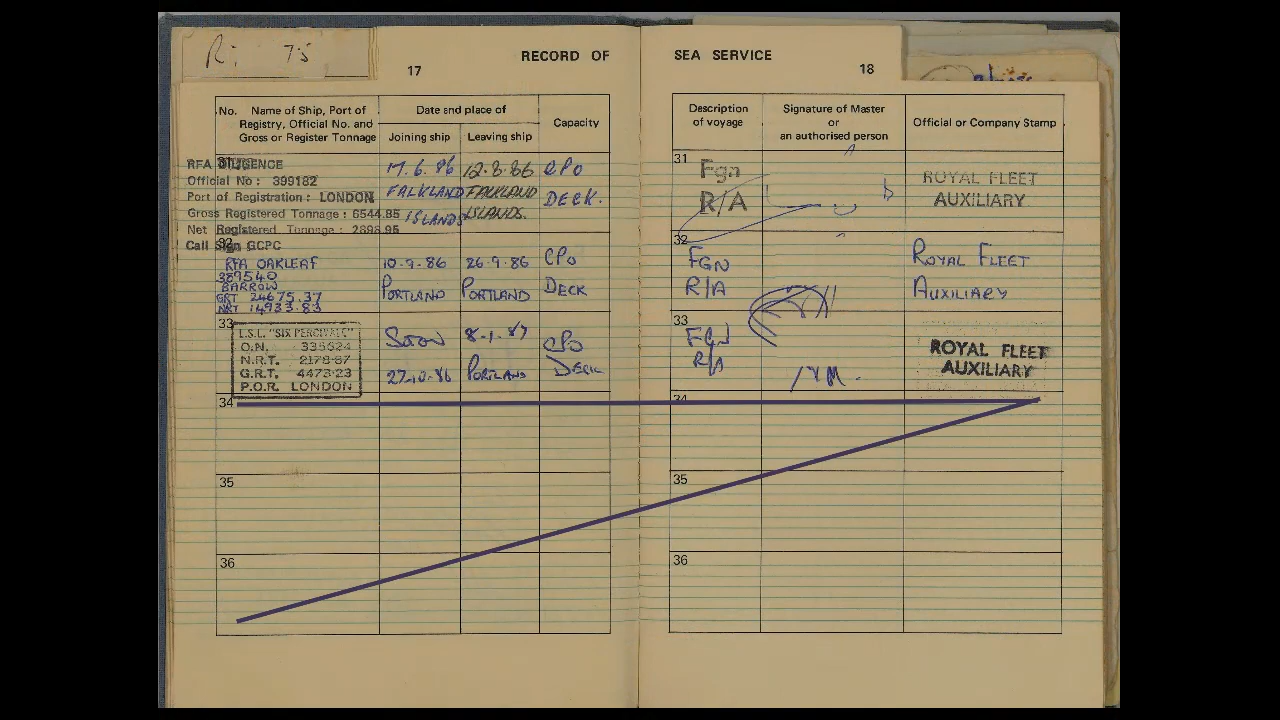 R: 75
17
RECORD OF
No. Name of Ship, Port of Registry, Official No. and Gross or Register Tonnage
Date and place of
Joining ship
Leaving ship
Capacity
31
RFA DILIGENCE
Official No : 399182
Port of Registration : LONDON
Gross Registered Tonnage : 6544.85
Net Registered Tonnage : 2898.95
Call Sign GCPC
17.6.86
FALKLAND
ISLANDS
12.8.86
FALKLAND
ISLANDS.
CPO
DECK.
32
RFA OAKLEAF
BARROW
GRT 24675.37
NRT 14933.83
10.9.86
PORTLAND
26.9.86
PORTLAND
CPO
DECK
33
L.S.L. "SIX PERCIVALE"
O.N. 335524
N.R.T. 2179-87
G.R.T. 4473-23
P.O.R. LONDON
27.10.86
8.1.87
PORTLAND
CPO
DECK
34
35
36
SEA SERVICE
18
Description of voyage
Signature of Master
or
an authorised person
Official or Company Stamp
31
Fgn
R/A
ROYAL FLEET
AUXILIARY
32
FGN
R/A
ROYAL FLEET
AUXILIARY
33
FGN
R/A
ROYAL FLEET
AUXILIARY
34
35
36